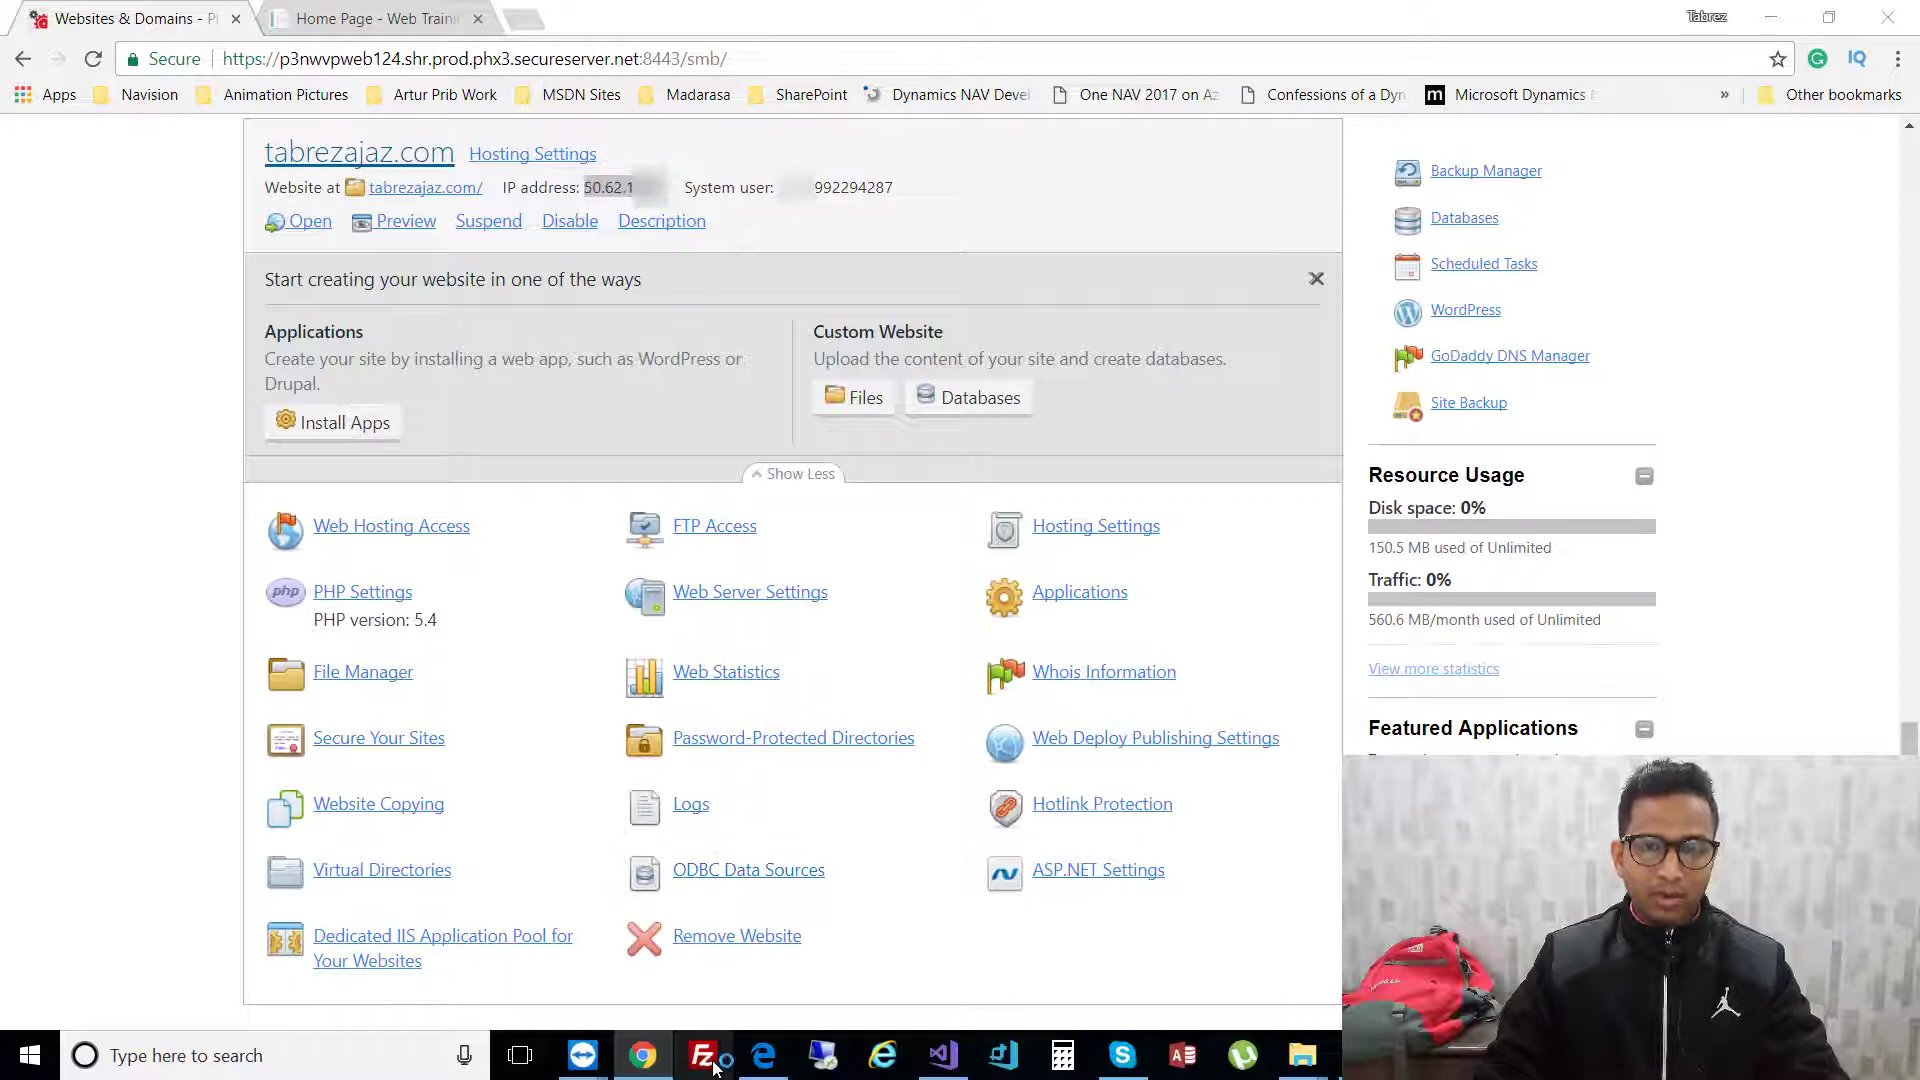 Websites & Domains - Pl
Home Page - Web Traini
Tabrez
Secure
https://p3nwvpweb124.shr.prod.phx3.secureserver.net:8443/smb/
Apps
Navision
Animation Pictures
Artur Prib Work
MSDN Sites
Madarasa
SharePoint
Dynamics NAV Devel
One NAV 2017 on Az
Confessions of a Dyn
m
Microsoft Dynamics
»
Other bookmarks
IQ
tabrezajaz.com
Hosting Settings
Website at tabrezajaz.com/
IP address: 50.62.1
System user: 992294287
Open
Preview
Suspend
Disable
Description
Start creating your website in one of the ways
Applications
Create your site by installing a web app, such as WordPress or
Drupal.
Install Apps
Custom Website
Upload the content of your site and create databases.
Files
Databases
Show Less
Web Hosting Access
FTP Access
Hosting Settings
php
PHP Settings
PHP version: 5.4
Web Server Settings
Applications
File Manager
Web Statistics
Whois Information
Secure Your Sites
Password-Protected Directories
Web Deploy Publishing Settings
Website Copying
Logs
Hotlink Protection
Virtual Directories
ODBC Data Sources
ASP.NET Settings
Dedicated IIS Application Pool for
Your Websites
Remove Website
Backup Manager
Databases
Scheduled Tasks
WordPress
GoDaddy DNS Manager
Site Backup
Resource Usage
Disk space: 0%
150.5 MB used of Unlimited
Traffic: 0%
560.6 MB/month used of Unlimited
View more statistics
Featured Applications
Type here to search
Fz